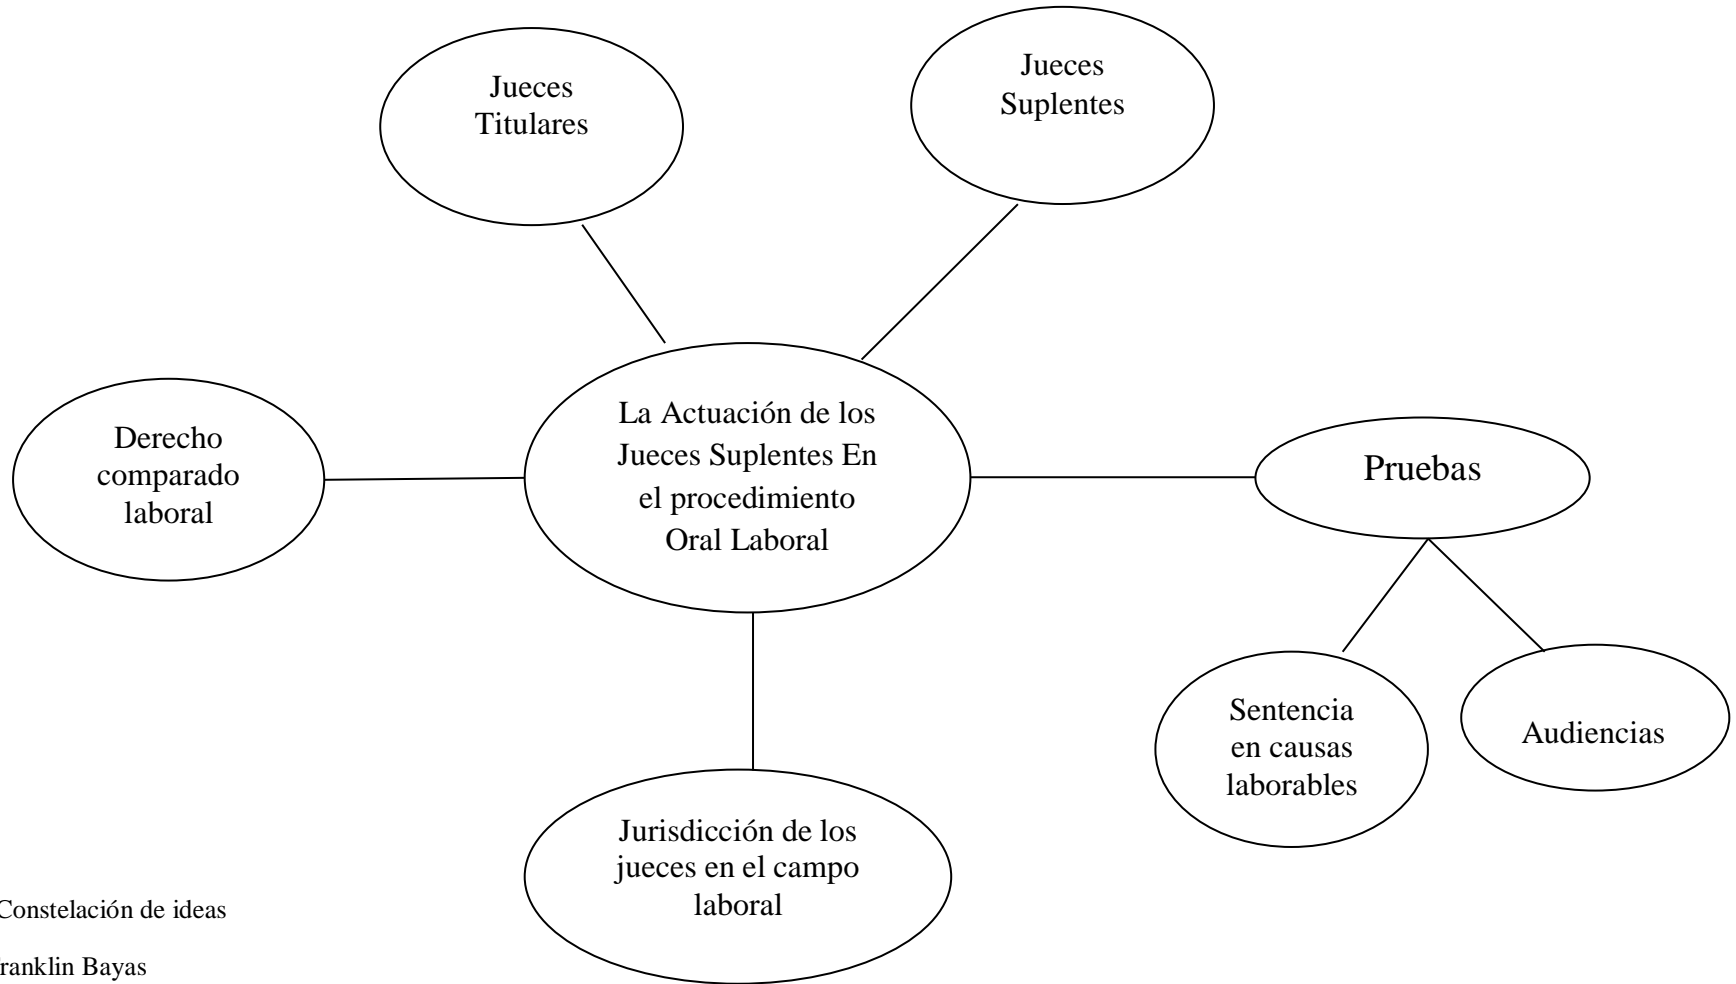 Jueces
Titulares
Jueces
Suplentes
La Actuación de los
Jueces Suplentes En
el procedimiento
Oral Laboral
Derecho
comparado
laboral
Pruebas
Sentencia
en causas
laborables
Audiencias
Jurisdicción de los
jueces en el campo
laboral
Constelación de ideas
ranklin Bayas